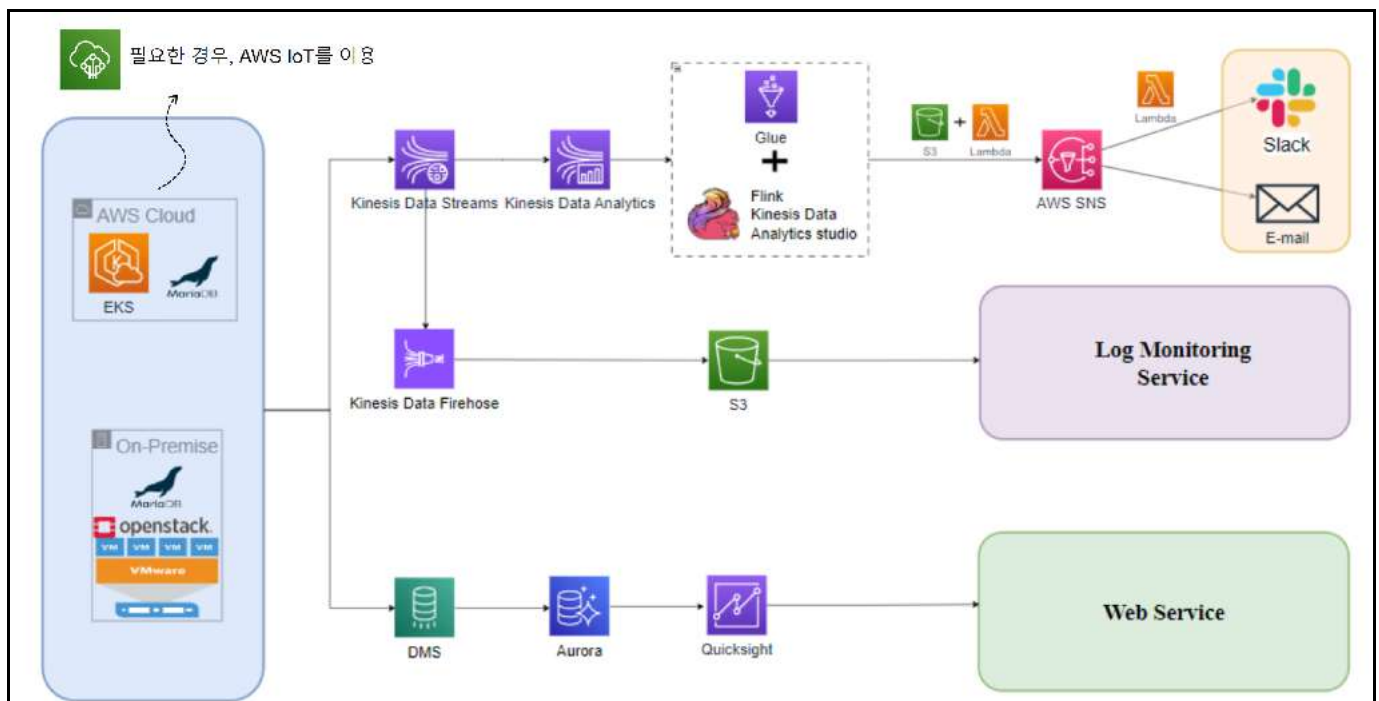 필요한 경우, AWS IoT를 이용
AWS Cloud
EKS
MariaDB
On-Premise
MariaDB
openstack.
VM VM VM VM
VMware
Kinesis Data Streams
Kinesis Data Analytics
Glue
+
Flink
Kinesis Data
Analytics studio
S3
+
Lambda
AWS SNS
Lambda
Slack
E-mail
Kinesis Data Firehose
S3
Log Monitoring
Service
DMS
Aurora
Quicksight
Web Service